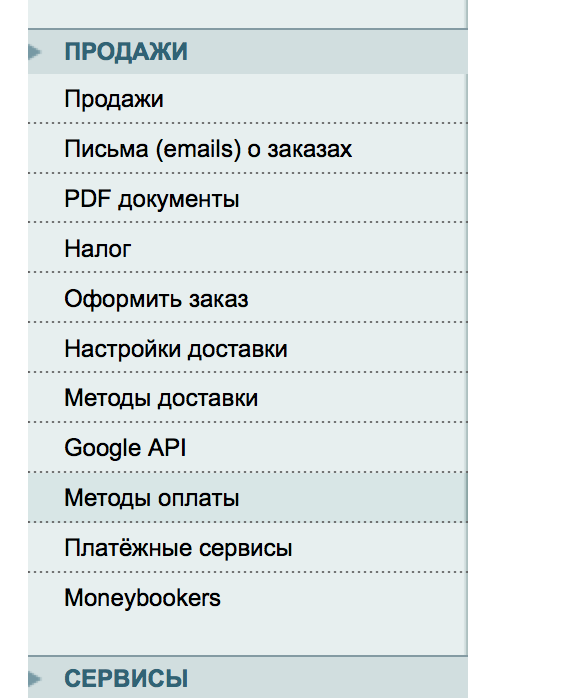 ПРОДАЖИ
Продажи
Письма (emails) о заказах
PDF документы
Налог
Оформить заказ
Настройки доставки
Методы доставки
Google API
Методы оплаты
Платёжные сервисы
Moneybookers
СЕРВИСЫ